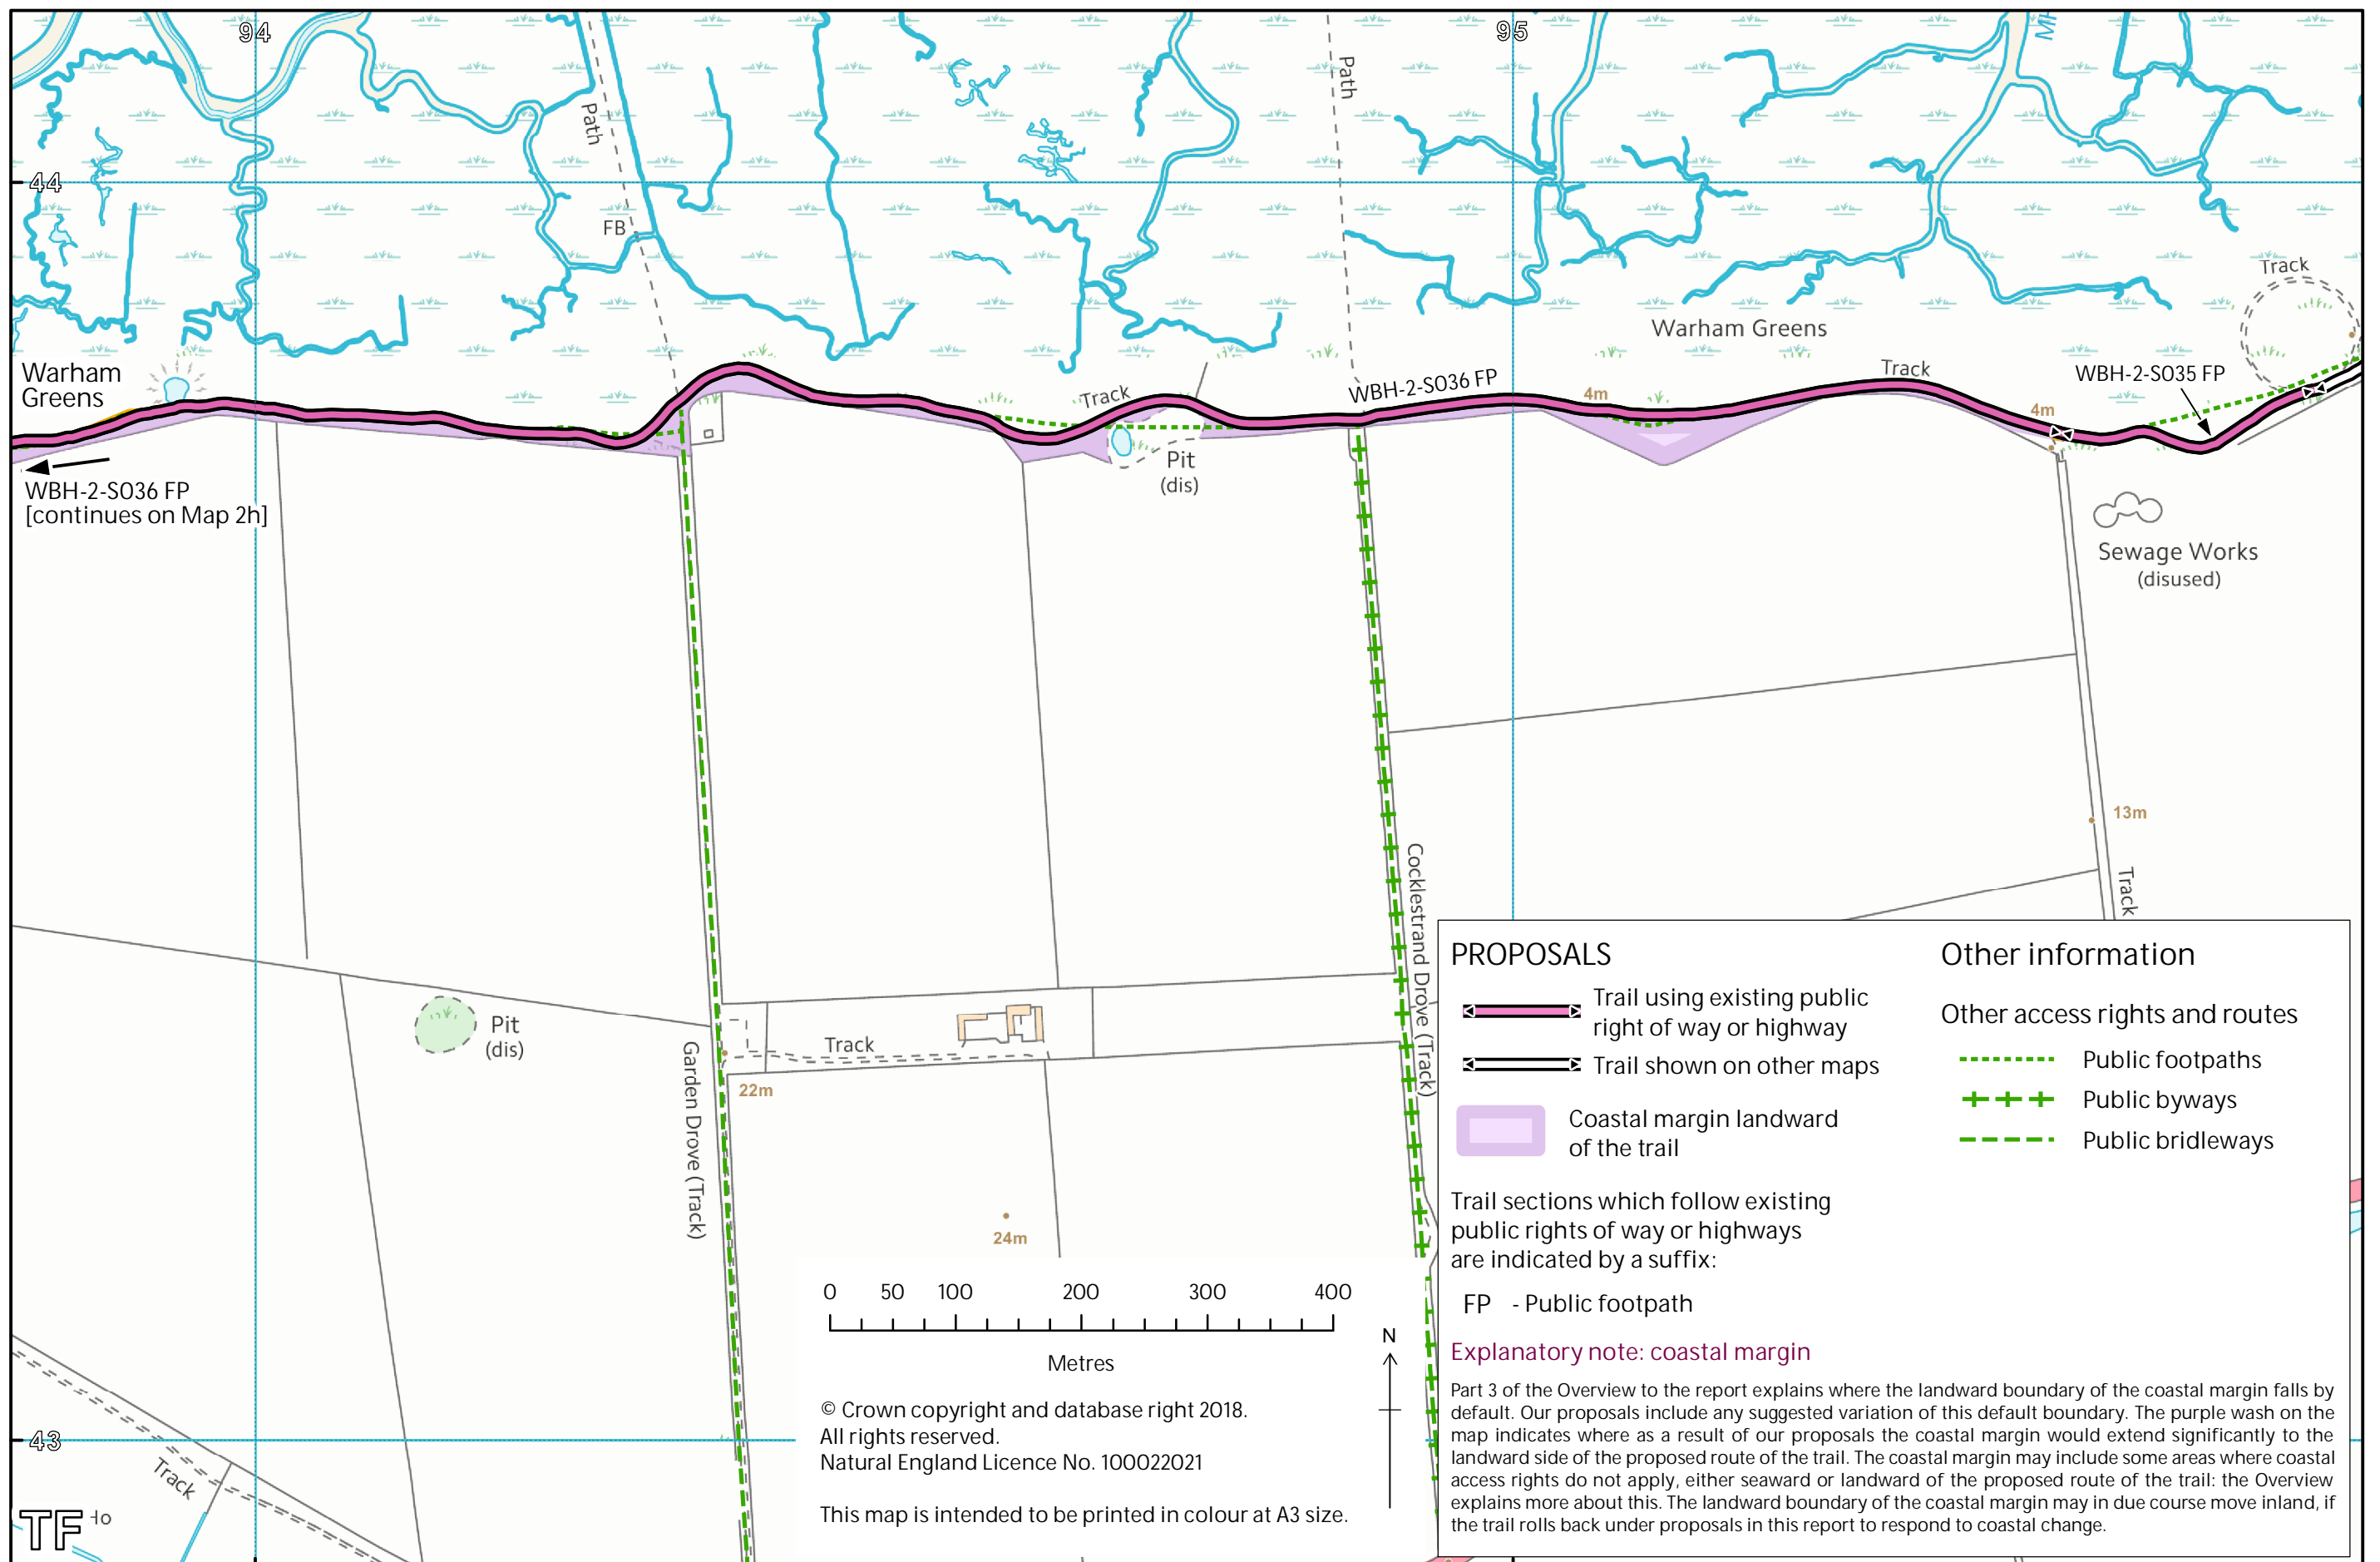 94
95
Path
Path
44
FB
Track
Warham Greens
Warham
Greens
Track
WBH-2-S036 FP
4m
Track
WBH-2-S035 FP
4m
Pit
(dis)
WBH-2-S036 FP
[continues on Map 2h]
Sewage Works
(disused)
13m
Track
Cocklestrand Drove (Track)
Pit
(dis)
Track
Garden Drove (Track)
22m
24m
43
Track
TF
PROPOSALS
Trail using existing public
right of way or highway
Trail shown on other maps
Coastal margin landward
of the trail
Trail sections which follow existing
public rights of way or highways
are indicated by a suffix:
FP - Public footpath
Other information
Other access rights and routes
Public footpaths
Public byways
Public bridleways
Explanatory note: coastal margin
Part 3 of the Overview to the report explains where the landward boundary of the coastal margin falls by
default. Our proposals include any suggested variation of this default boundary. The purple wash on the
map indicates where as a result of our proposals the coastal margin would extend significantly to the
landward side of the proposed route of the trail. The coastal margin may include some areas where coastal
access rights do not apply, either seaward or landward of the proposed route of the trail: the Overview
explains more about this. The landward boundary of the coastal margin may in due course move inland, if
the trail rolls back under proposals in this report to respond to coastal change.
0 50 100 200 300 400
Metres
N
© Crown copyright and database right 2018.
All rights reserved.
Natural England Licence No. 100022021
This map is intended to be printed in colour at A3 size.